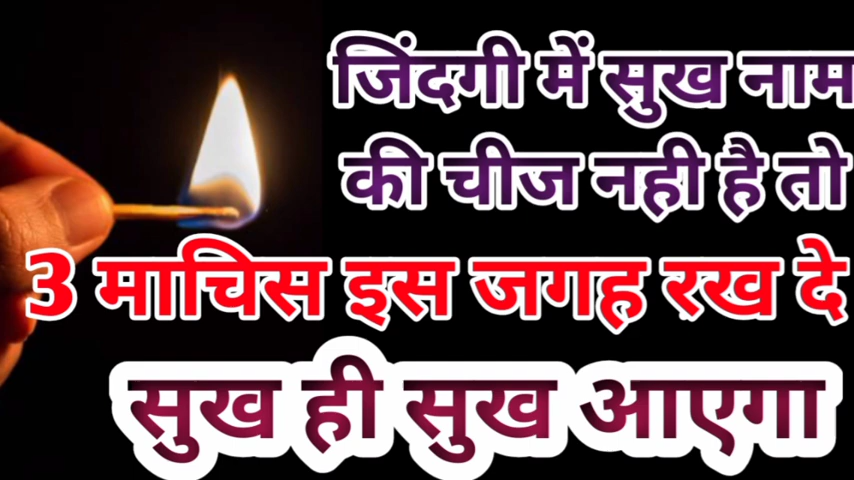 जिंदगी में सुख नाम
की चीज नही है तो
3 माचिस इस जगह रख दे
सुख ही सुख आएगा